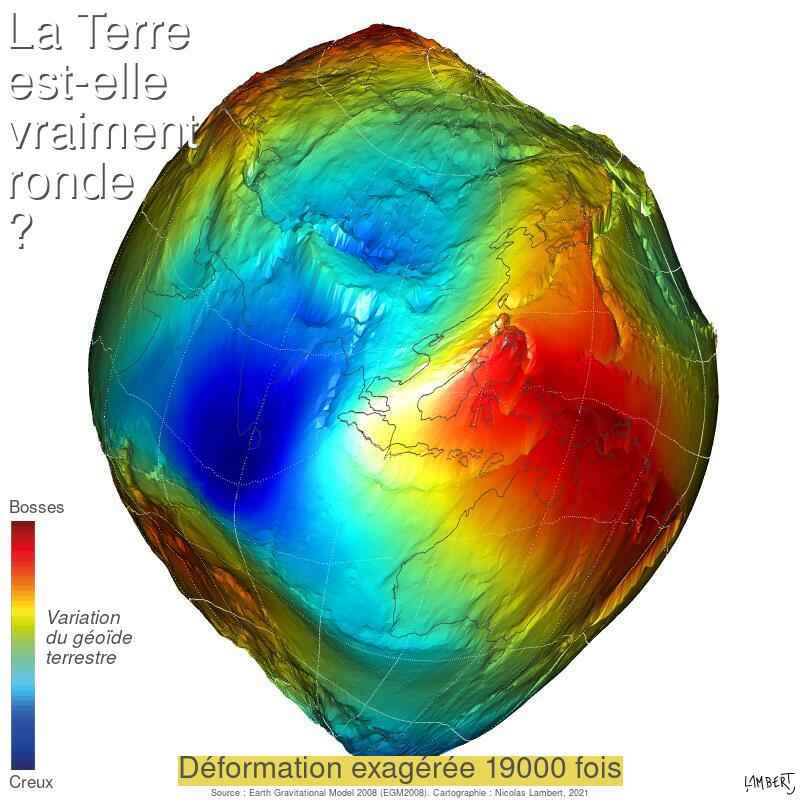 La Terre
est-elle
vraiment
ronde
?
Bosses
Variation
du géoïde
terrestre
Creux
Déformation exagérée 19000 fois
Source : Earth Gravitational Model 2008 (EGM2008). Cartographie : Nicolas Lambert, 2021
LAMBERT